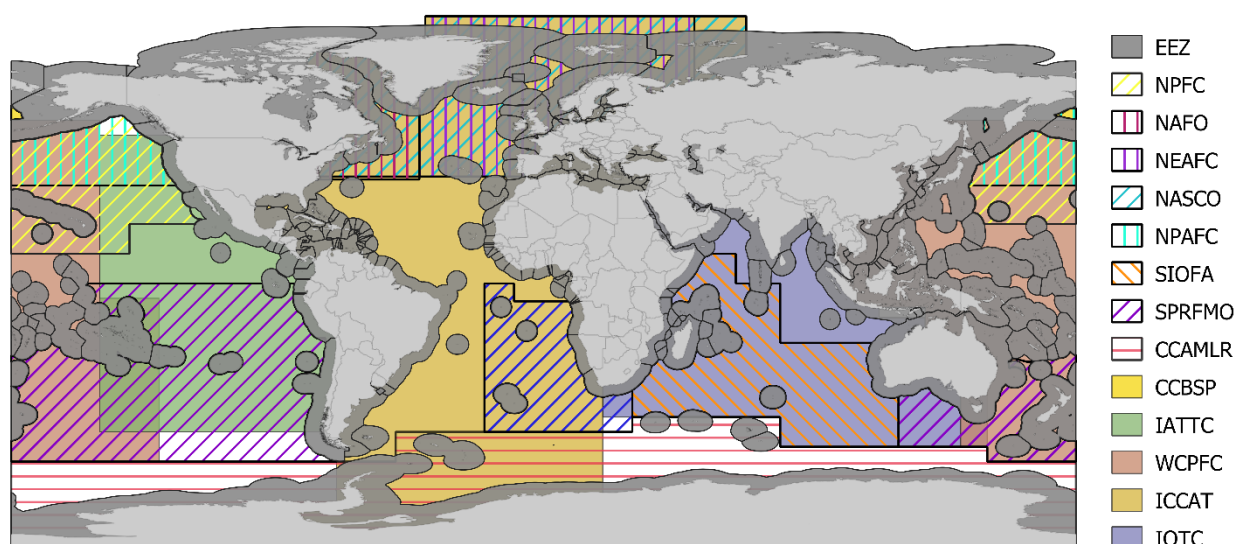 EEZ
NPFC
NAFO
NEAFC
NASCO
NPAFC
SIOFA
SPRFMO
CCAMLR
CCBSP
IATTC
WCPFC
ICCAT
IOTC